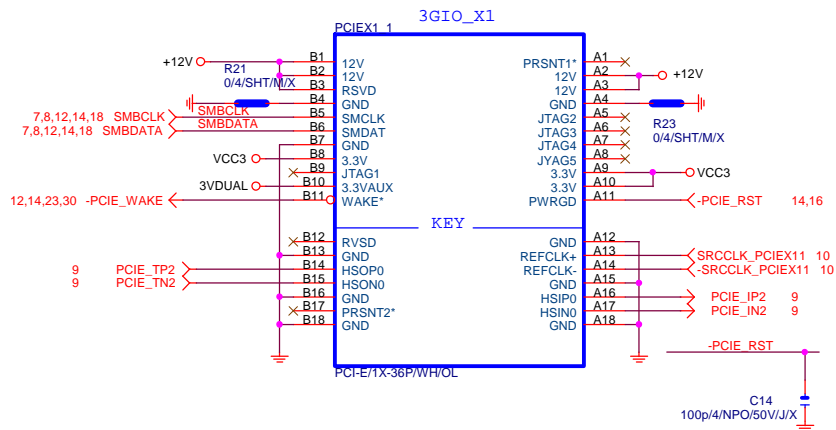 3GIO_X1
PCIEX1_1
+12V
R21
0/4/SHT/M/X
B1 12V
B2 12V
B3 RSVD
B4 GND
7,8,12,14,18 SMBCLK SMBCLK B5 SMCLK
7,8,12,14,18 SMBDATA SMBDATA B6 SMDAT
B7 GND
VCC3 B8 3.3V
B9 JTAG1
3VDUAL B10 3.3VAUX
12,14,23,30 -PCIE_WAKE B11 WAKE*
PRSNT1* A1
12V A2 +12V
12V A3
GND A4
R23
0/4/SHT/M/X
JTAG2 A5
JTAG3 A6
JTAG4 A7
JYAG5 A8
3.3V A9 VCC3
3.3V A10
PWRGD A11 -PCIE_RST 14,16
KEY
B12 RVSD
B13 GND
9 PCIE_TP2 B14 HSOP0
9 PCIE_TN2 B15 HSON0
B16 GND
B17 PRSNT2*
B18 GND
GND A12
REFCLK+ A13 SRCCLK_PCIEX11 10
REFCLK- A14 -SRCCLK_PCIEX11 10
GND A15
HSIP0 A16 PCIE_IP2 9
HSIN0 A17 PCIE_IN2 9
GND A18
PCI-E/1X-36P/WH/OL
-PCIE_RST
C14
100p/4/NPO/50V/J/X